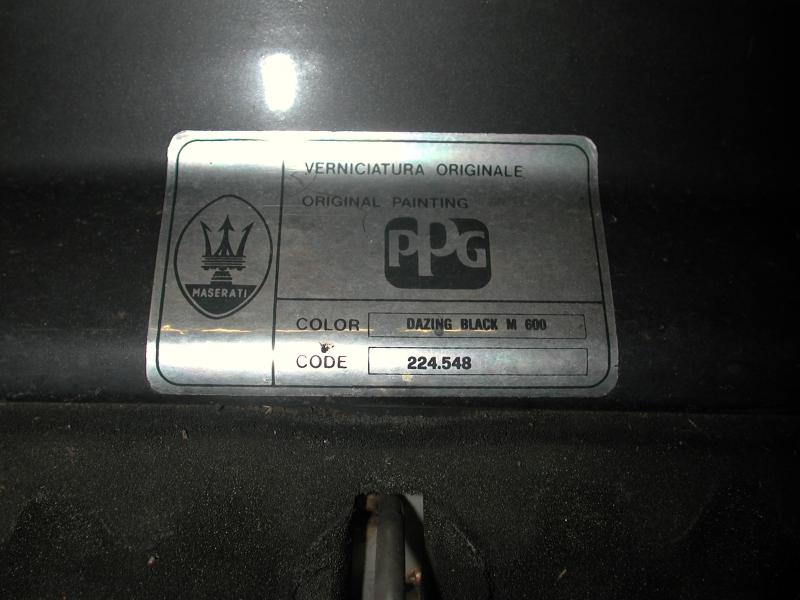 VERNICIATURA ORIGINALE
ORIGINAL PAINTING
PPG
MASERATI
COLOR DAZING BLACK M 600
CODE 224.548